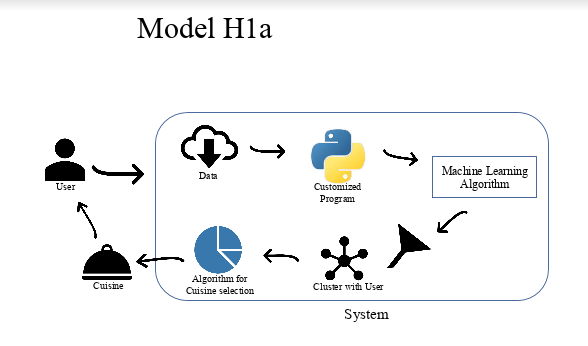 Model H1a
User
Data
Customized
Program
Machine Learning
Algorithm
Cuisine
Algorithm for
Cuisine selection
Cluster with User
System